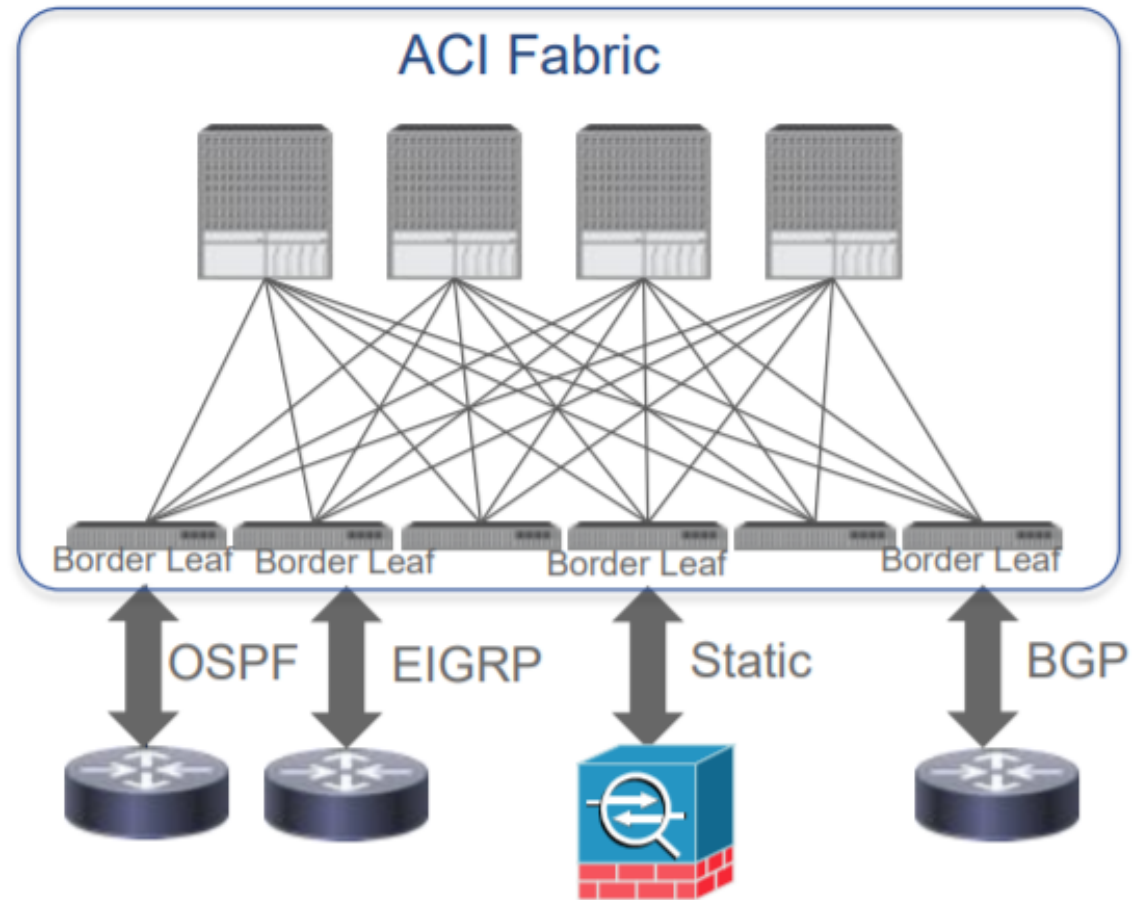 ACI Fabric
Border Leaf
Border Leaf
Border Leaf
Border Leaf
OSPF
EIGRP
Static
BGP